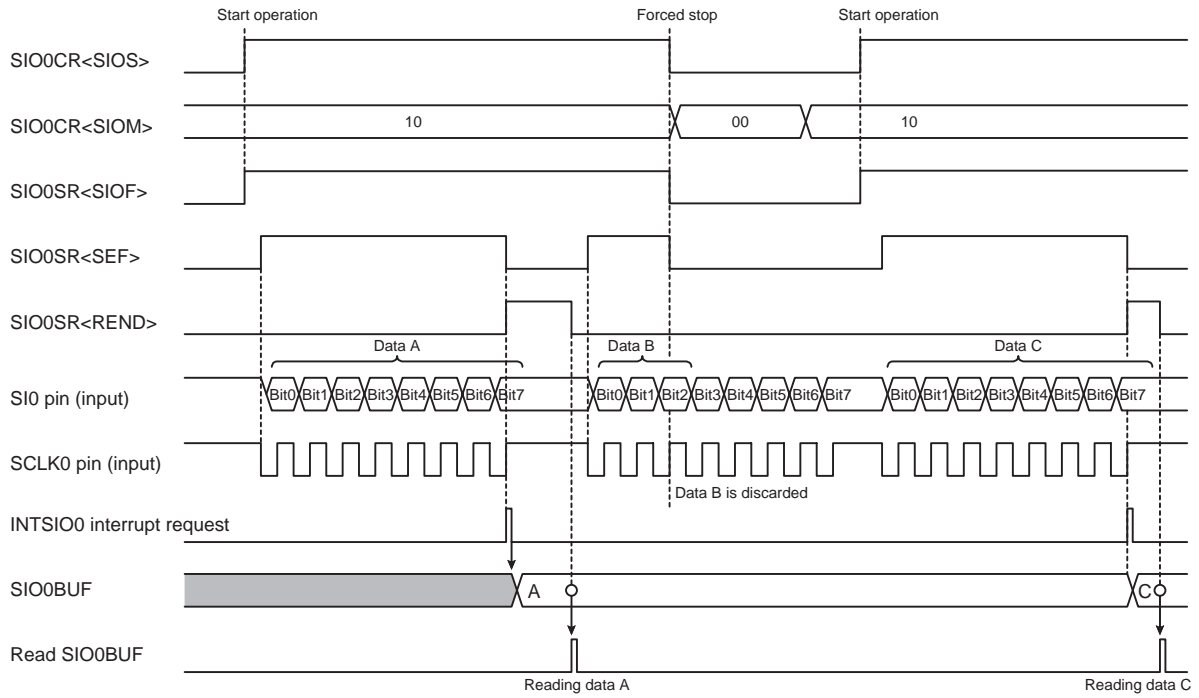 Start operation Forced stop Start operation
SIO0CR<SIOS>
SIO0CR<SIOM> 10 00 10
SIO0SR<SIOF>
SIO0SR<SEF>
SIO0SR<REND>
Data A Data B Data C
SI0 pin (input) Bit0 Bit1 Bit2 Bit3 Bit4 Bit5 Bit6 Bit7 Bit0 Bit1 Bit2 Bit3 Bit4 Bit5 Bit6 Bit7 Bit0 Bit1 Bit2 Bit3 Bit4 Bit5 Bit6 Bit7
SCLK0 pin (input)
Data B is discarded
INTSIO0 interrupt request
SIO0BUF A C
Read SIO0BUF
Reading data A Reading data C